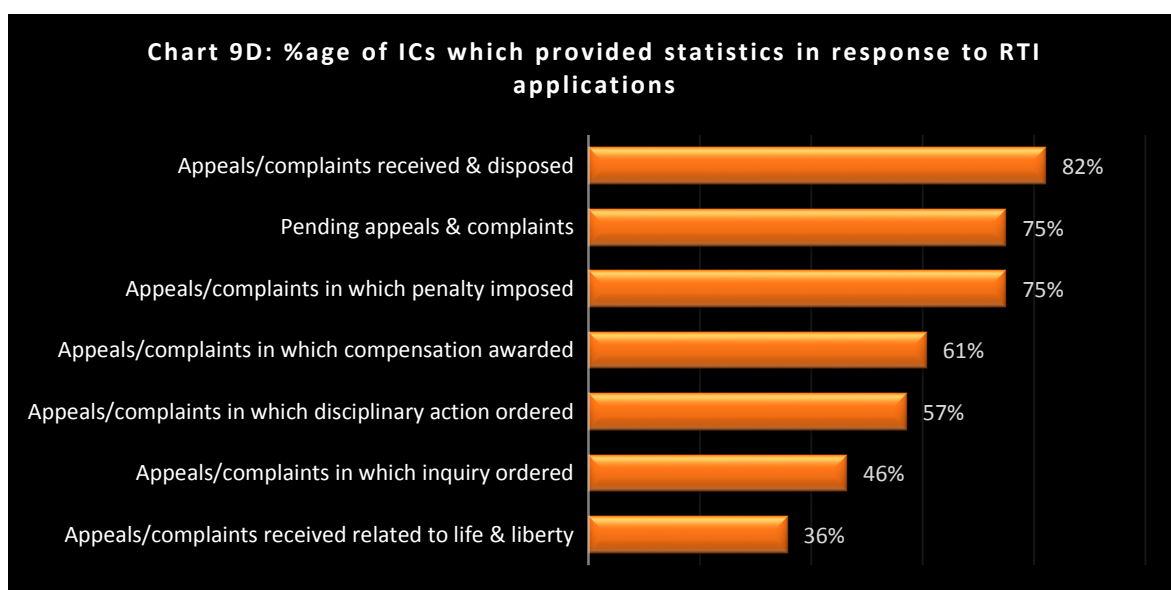 Chart 9D: %age of ICs which provided statistics in response to RTI
applications
Appeals/complaints received & disposed 82%
Pending appeals & complaints 75%
Appeals/complaints in which penalty imposed 75%
Appeals/complaints in which compensation awarded 61%
Appeals/complaints in which disciplinary action ordered 57%
Appeals/complaints in which inquiry ordered 46%
Appeals/complaints received related to life & liberty 36%